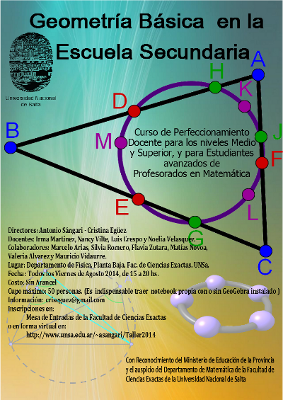 Geometría Básica en la
Escuela Secundaria
Universidad Nacional
de Salta
A
H
K
D
B
M
J
F
E
L
G
C
Curso de Perfeccionamiento
Docente para los niveles Medio
y Superior, y para Estudiantes
avanzados de
Profesorados en Matemática
Directores: Antonio Sángari - Cristina Egüez
Docentes: Irma Martínez, Nancy Villa, Luis Crespo y Noelia Velasquez.
Colaboradores: Marcelo Arias, Silvia Romero, Flavia Zutara, Matías Novoa,
Valeria Alvarez y Mauricio Vidaurre.
Lugar: Departamento de Física, Planta Baja. Fac. de Ciencias Exactas. UNSa.
Fecha: Todos los Viernes de Agosto 2014, de 15 a 20 hs.
Costo: Sin Arancel
Cupo máximo: 50 personas. (Es indispensable traer notebook propia con o sin GeoGebra instalado)
Información: criseguez@gmail.com
Inscripciones en:
Mesa de Entradas de la Facultad de Ciencias Exactas
o en forma virtual en:
http://www.unsa.edu.ar/~asangari/Taller2014
Con Reconocimiento del Ministerio de Educación de la Provincia
y el auspicio del Departamento de Matemática de la Facultad de
Ciencias Exactas de la Universidad Nacional de Salta